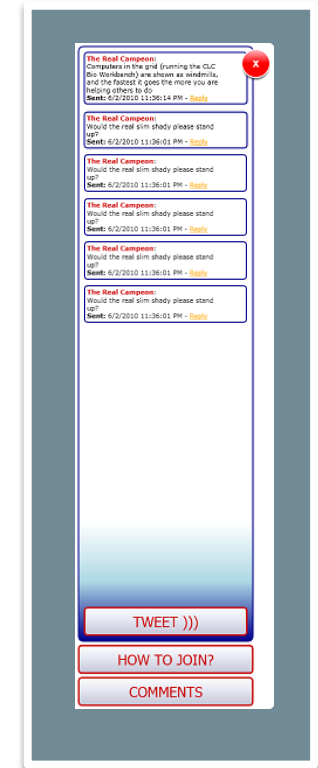 x
The Real Campeon:
Computers in the grid (running the CLC
Bio Workbench) are shown as windmills,
and the fastest it goes the more you are
helping others to do
Sent: 6/2/2010 11:36:14 PM - Reply
The Real Campeon:
Would the real slim shady please stand
up?
Sent: 6/2/2010 11:36:01 PM - Reply
The Real Campeon:
Would the real slim shady please stand
up?
Sent: 6/2/2010 11:36:01 PM - Reply
The Real Campeon:
Would the real slim shady please stand
up?
Sent: 6/2/2010 11:36:01 PM - Reply
The Real Campeon:
Would the real slim shady please stand
up?
Sent: 6/2/2010 11:36:01 PM - Reply
The Real Campeon:
Would the real slim shady please stand
up?
Sent: 6/2/2010 11:36:01 PM - Reply
TWEET )))
HOW TO JOIN?
COMMENTS